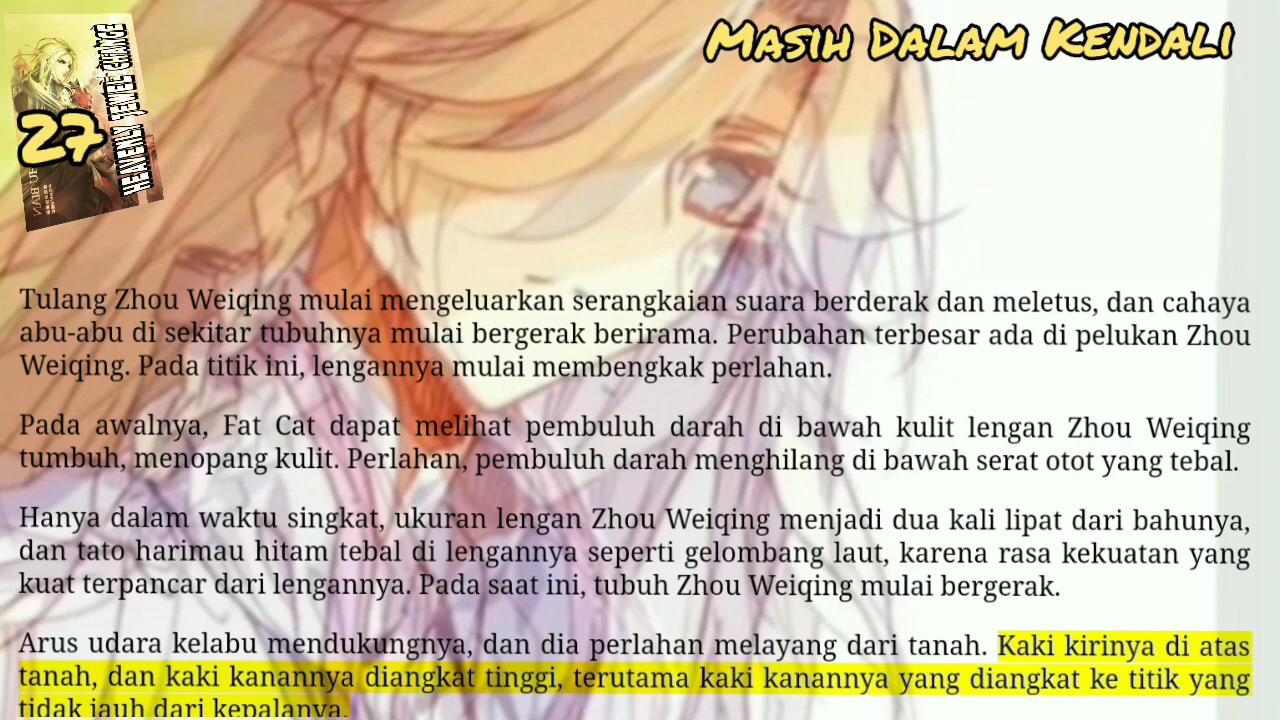 Masih Dalam Kendali
HEAVENLY JEWEL CHANGE
27
Tulang Zhou Weiqing mulai mengeluarkan serangkaian suara berderak dan meletus, dan cahaya
abu-abu di sekitar tubuhnya mulai bergerak berirama. Perubahan terbesar ada di pelukan Zhou
Weiqing. Pada titik ini, lengannya mulai membengkak perlahan.
Pada awalnya, Fat Cat dapat melihat pembuluh darah di bawah kulit lengan Zhou Weiqing
tumbuh, menopang kulit. Perlahan, pembuluh darah menghilang di bawah serat otot yang tebal.
Hanya dalam waktu singkat, ukuran lengan Zhou Weiqing menjadi dua kali lipat dari bahunya,
dan tato harimau hitam tebal di lengannya seperti gelombang laut, karena rasa kekuatan yang
kuat terpancar dari lengannya. Pada saat ini, tubuh Zhou Weiqing mulai bergerak.
Arus udara kelabu mendukungnya, dan dia perlahan melayang dari tanah. Kaki kirinya di atas
tanah, dan kaki kanannya diangkat tinggi, terutama kaki kanannya yang diangkat ke titik yang
tidak jauh dari kepalanya.